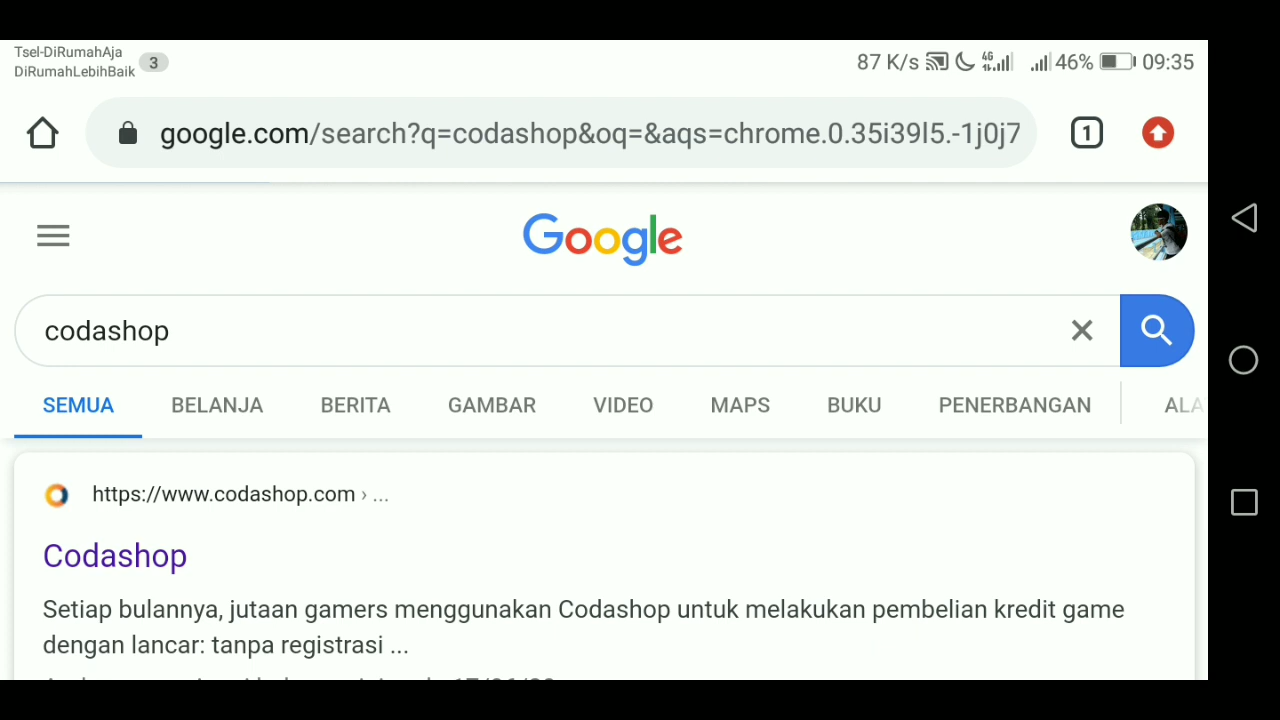 Tsel-DiRumahAja
DiRumahLebihBaik
3
87 K/s
4G
46%
09:35
google.com/search?q=codashop&oq=&aqs=chrome.0.35i39l5.-1j0j7
1
Google
codashop
SEMUA BELANJA BERITA GAMBAR VIDEO MAPS BUKU PENERBANGAN ALA
https://www.codashop.com › ...
Codashop
Setiap bulannya, jutaan gamers menggunakan Codashop untuk melakukan pembelian kredit game
dengan lancar: tanpa registrasi ...